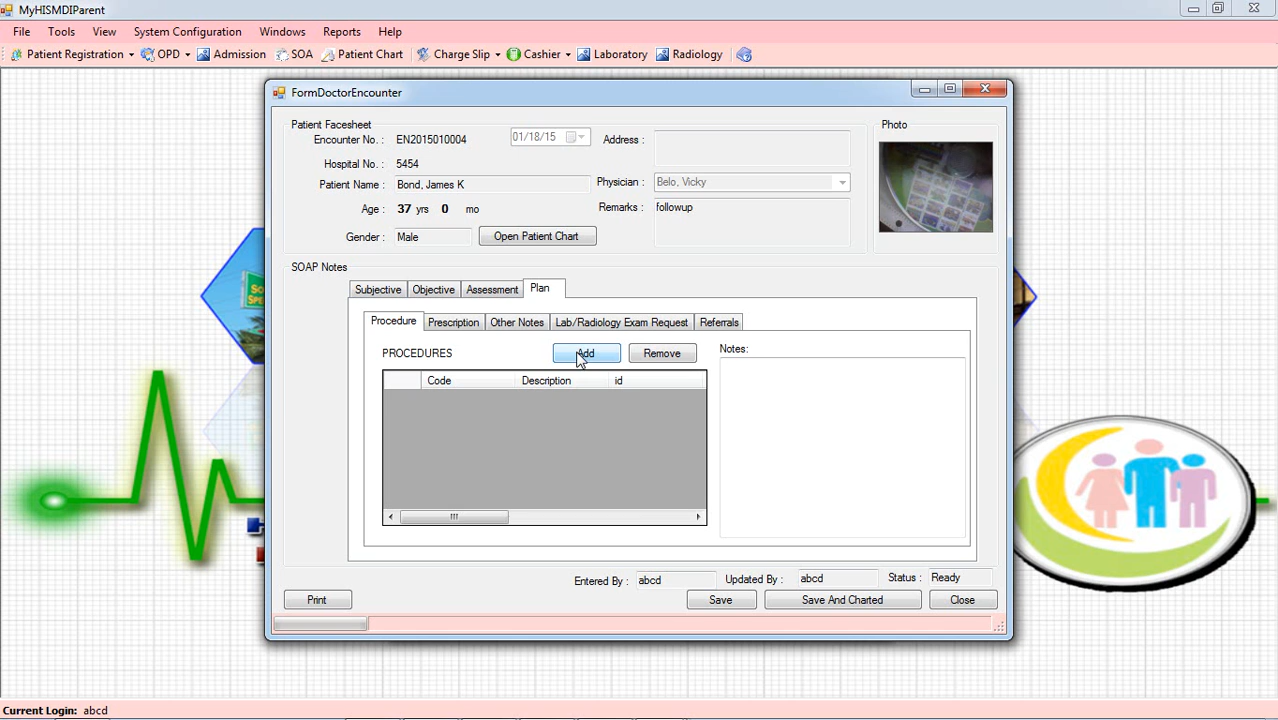 MyHISMDIParent
File Tools View System Configuration Windows Reports Help
Patient Registration OPD Admission SOA Patient Chart Charge Slip Cashier Laboratory Radiology
FormDoctorEncounter
Patient Facesheet
Photo
Encounter No. : EN2015010004 01/18/15 Address :
Hospital No. : 5454
Patient Name : Bond, James K Physician : Belo, Vicky
Age : 37 yrs 0 mo Remarks : followup
Gender : Male Open Patient Chart
SOAP Notes
Subjective Objective Assessment Plan
Procedure Prescription Other Notes Lab/Radiology Exam Request Referrals
PROCEDURES Add Remove Notes:
Code Description id
Entered By : abcd Updated By : abcd Status : Ready
Print Save Save And Charted Close
Current Login: abcd